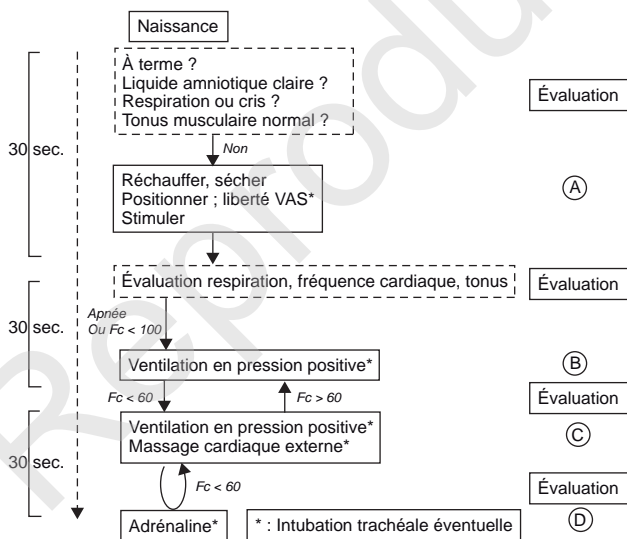 Naissance
À terme ?
Liquide amniotique claire ?
Respiration ou cris ?
Tonus musculaire normal ?
Évaluation
Non
30 sec.
Réchauffer, sécher
Positionner ; liberté VAS*
Stimuler
A
Évaluation respiration, fréquence cardiaque, tonus
Évaluation
Apnée
Ou Fc < 100
30 sec.
Ventilation en pression positive*
B
Fc < 60
Fc > 60
Évaluation
Ventilation en pression positive*
Massage cardiaque externe*
C
30 sec.
Fc < 60
Évaluation
Adrénaline*
* : Intubation trachéale éventuelle
D
Reprodu